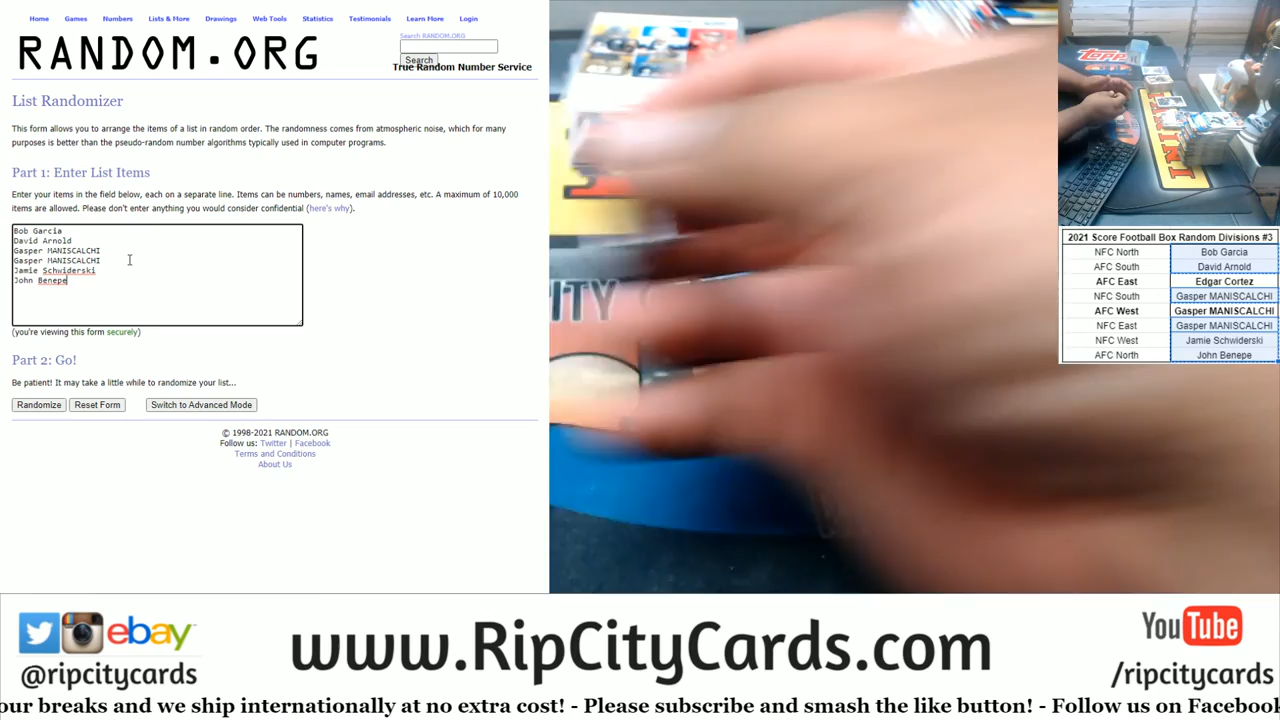 Home Games Numbers Lists & More Drawings Web Tools Statistics Testimonials Learn More Login
RANDOM.ORG
Search RANDOM.ORG
Search
True Random Number Service
List Randomizer
This form allows you to arrange the items of a list in random order. The randomness comes from atmospheric noise, which for many
purposes is better than the pseudo-random number algorithms typically used in computer programs.
Part 1: Enter List Items
Enter your items in the field below, each on a separate line. Items can be numbers, names, email addresses, etc. A maximum of 10,000
items are allowed. Please don't enter anything you would consider confidential (here's why).
Bob Garcia
David Arnold
Gasper MANISCALCHI
Gasper MANISCALCHI
Jamie Schwiderski
John Benepe
(you're viewing this form securely)
Part 2: Go!
Be patient! It may take a little while to randomize your list...
Randomize Reset Form Switch to Advanced Mode
© 1998-2021 RANDOM.ORG
Follow us: Twitter | Facebook
Terms and Conditions
About Us
topps
PANINI
2021 Score Football Box Random Divisions #3
NFC North Bob Garcia
AFC South David Arnold
AFC East Edgar Cortez
NFC South Gasper MANISCALCHI
AFC West Gasper MANISCALCHI
NFC East Gasper MANISCALCHI
NFC West Jamie Schwiderski
AFC North John Benepe
CITY
ebay
@ripcitycards
www.RipCityCards.com
YouTube
/ripcitycards
our breaks and we ship internationally at no extra cost! - Please subscribe and smash the like button! - Follow us on Facebook